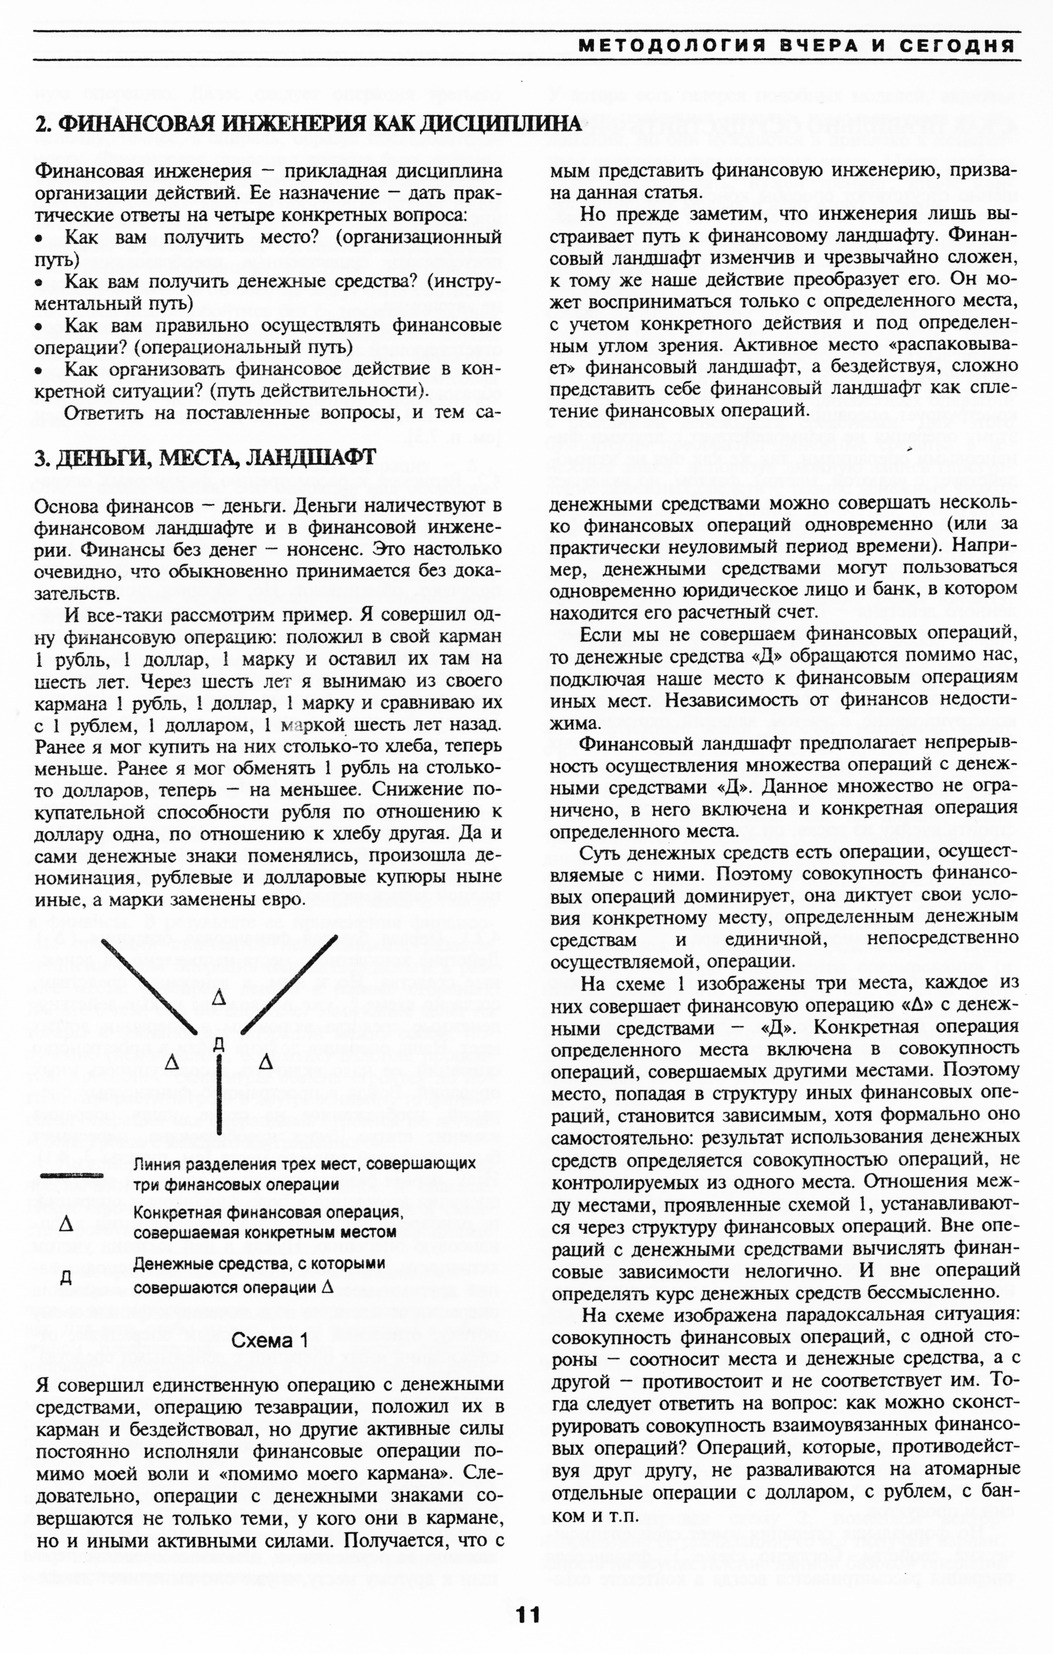 МЕТОДОЛОГИЯ ВЧЕРА И СЕГОДНЯ
2. ФИНАНСОВАЯ ИНЖЕНЕРИЯ КАК ДИСЦИПЛИНА
Финансовая инженерия — прикладная дисциплина
организации действий. Ее назначение — дать прак-
тические ответы на четыре конкретных вопроса:
• Как вам получить место? (организационный
путь)
• Как вам получить денежные средства? (инстру-
ментальный путь)
• Как вам правильно осуществлять финансовые
операции? (операциональный путь)
• Как организовать финансовое действие в кон-
кретной ситуации? (путь действительности).
Ответить на поставленные вопросы, и тем са-
мым представить финансовую инженерию, призва-
на данная статья.
Но прежде заметим, что инженерия лишь вы-
страивает путь к финансовому ландшафту. Финан-
совый ландшафт изменчив и чрезвычайно сложен,
к тому же наше действие преобразует его. Он мо-
жет восприниматься только с определенного места,
с учетом конкретного действия и под определен-
ным углом зрения. Активное место «распаковыва-
ет» финансовый ландшафт, а бездействуя, сложно
представить себе финансовый ландшафт как спле-
тение финансовых операций.
3. ДЕНЬГИ, МЕСТА, ЛАНДШАФТ
Основа финансов — деньги. Деньги наличествуют в
финансовом ландшафте и в финансовой инжене-
рии. Финансы без денег — нонсенс. Это настолько
очевидно, что обыкновенно принимается без дока-
зательств.
И все-таки рассмотрим пример. Я совершил од-
ну финансовую операцию: положил в свой карман
1 рубль, 1 доллар, 1 марку и оставил их там на
шесть лет. Через шесть лет я вынимаю из своего
кармана 1 рубль, 1 доллар, 1 марку и сравниваю их
с 1 рублем, 1 долларом, 1 маркой шесть лет назад.
Ранее я мог купить на них столько-то хлеба, теперь
меньше. Ранее я мог обменять 1 рубль на столько-
то долларов, теперь — на меньшее. Снижение по-
купательной способности рубля по отношению к
доллару одна, по отношению к хлебу другая. Да и
сами денежные знаки поменялись, произошла де-
номинация, рублевые и долларовые купюры ныне
иные, а марки заменены евро.
Δ
Д
Δ Δ
Линия разделения трех мест, совершающих
три финансовых операции
Δ Конкретная финансовая операция,
совершаемая конкретным местом
Д Денежные средства, с которыми
совершаются операции Δ
Схема 1
Я совершил единственную операцию с денежными
средствами, операцию тезаврации, положил их в
карман и бездействовал, но другие активные силы
постоянно исполняли финансовые операции по-
мимо моей воли и «помимо моего кармана». Сле-
довательно, операции с денежными знаками со-
вершаются не только теми, у кого они в кармане,
но и иными активными силами. Получается, что с
денежными средствами можно совершать несколь-
ко финансовых операций одновременно (или за
практически неуловимый период времени). Напри-
мер, денежными средствами могут пользоваться
одновременно юридическое лицо и банк, в котором
находится его расчетный счет.
Если мы не совершаем финансовых операций,
то денежные средства «Д» обращаются помимо нас,
подключая наше место к финансовым операциям
иных мест. Независимость от финансов недости-
жима.
Финансовый ландшафт предполагает непрерыв-
ность осуществления множества операций с денеж-
ными средствами «Д». Данное множество не огра-
ничено, в него включена и конкретная операция
определенного места.
Суть денежных средств есть операции, осущест-
вляемые с ними. Поэтому совокупность финансо-
вых операций доминирует, она диктует свои усло-
вия конкретному месту, определенным денежным
средствам и единичной, непосредственно
осуществляемой, операции.
На схеме 1 изображены три места, каждое из
них совершает финансовую операцию «Δ» с денеж-
ными средствами — «Д». Конкретная операция
определенного места включена в совокупность
операций, совершаемых другими местами. Поэтому
место, попадая в структуру иных финансовых опе-
раций, становится зависимым, хотя формально оно
самостоятельно: результат использования денежных
средств определяется совокупностью операций, не
контролируемых из одного места. Отношения меж-
ду местами, проявленные схемой 1, устанавливают-
ся через структуру финансовых операций. Вне опе-
раций с денежными средствами вычислять финан-
совые зависимости нелогично. И вне операций
определять курс денежных средств бессмысленно.
На схеме изображена парадоксальная ситуация:
совокупность финансовых операций, с одной сто-
роны — соотносит места и денежные средства, а с
другой — противостоит и не соответствует им. То-
гда следует ответить на вопрос: как можно сконст-
руировать совокупность взаимоувязанных финансо-
вых операций? Операций, которые, противодейст-
вуя друг другу, не разваливаются на атомарные
отдельные операции с долларом, с рублем, с бан-
ком и т.п.
11